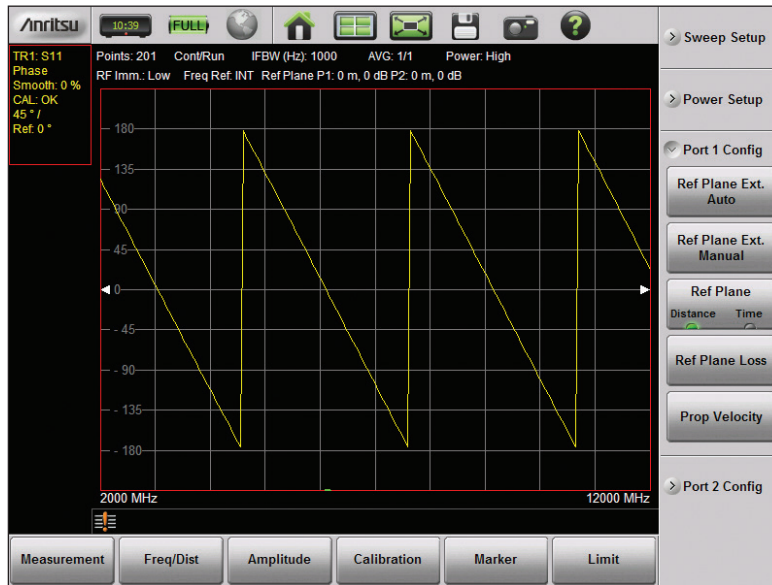 Anritsu
10:39
FULL
?
TR1: S11
Phase
Smooth: 0 %
CAL: OK
45 ° /
Ref: 0 °
Points: 201 Cont/Run IFBW (Hz): 1000 AVG: 1/1 Power: High
RF Imm.: Low Freq Ref: INT Ref Plane P1: 0 m, 0 dB P2: 0 m, 0 dB
180
135
90
45
0
- 45
- 90
- 135
- 180
2000 MHz
12000 MHz
Sweep Setup
Power Setup
Port 1 Config
Ref Plane Ext.
Auto
Ref Plane Ext.
Manual
Ref Plane
Distance Time
Ref Plane Loss
Prop Velocity
Port 2 Config
Measurement
Freq/Dist
Amplitude
Calibration
Marker
Limit